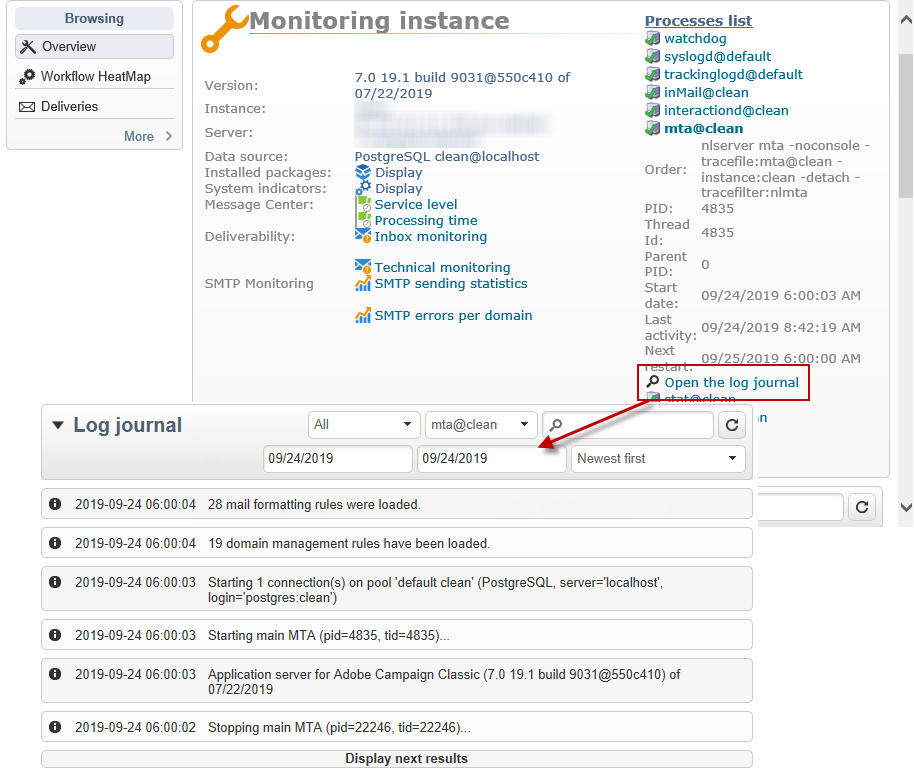 Browsing
Overview
Workflow HeatMap
Deliveries
More
Monitoring instance
Version:
7.0 19.1 build 9031@550c410 of
07/22/2019
Instance:
Server:
Data source:
PostgreSQL clean@localhost
Installed packages:
Display
System indicators:
Display
Message Center:
Service level
Processing time
Deliverability:
Inbox monitoring
Technical monitoring
SMTP Monitoring
SMTP sending statistics
SMTP errors per domain
Processes list
watchdog
syslogd@default
trackinglogd@default
inMail@clean
interactiond@clean
mta@clean
Order:
nlserver mta -noconsole -
tracefile:mta@clean -
instance:clean -detach -
tracefilter:nlmta
PID:
4835
Thread
Id:
4835
Parent
PID:
0
Start
date:
09/24/2019 6:00:03 AM
Last
activity:
09/24/2019 8:42:19 AM
Next
restart:
09/25/2019 6:00:00 AM
Open the log journal
stat@clean
Log journal
All
mta@clean
09/24/2019
09/24/2019
Newest first
2019-09-24 06:00:04 28 mail formatting rules were loaded.
2019-09-24 06:00:04 19 domain management rules have been loaded.
2019-09-24 06:00:03 Starting 1 connection(s) on pool 'default clean' (PostgreSQL, server='localhost',
login='postgres:clean')
2019-09-24 06:00:03 Starting main MTA (pid=4835, tid=4835)...
2019-09-24 06:00:03 Application server for Adobe Campaign Classic (7.0 19.1 build 9031@550c410) of
07/22/2019
2019-09-24 06:00:02 Stopping main MTA (pid=22246, tid=22246)...
Display next results